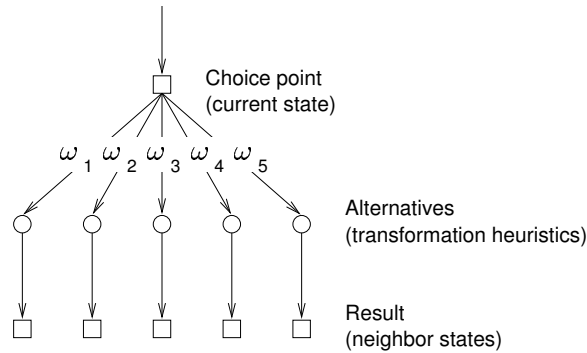 Choice point
(current state)
ω 1 ω 2 ω 3 ω 4 ω 5
Alternatives
(transformation heuristics)
Result
(neighbor states)